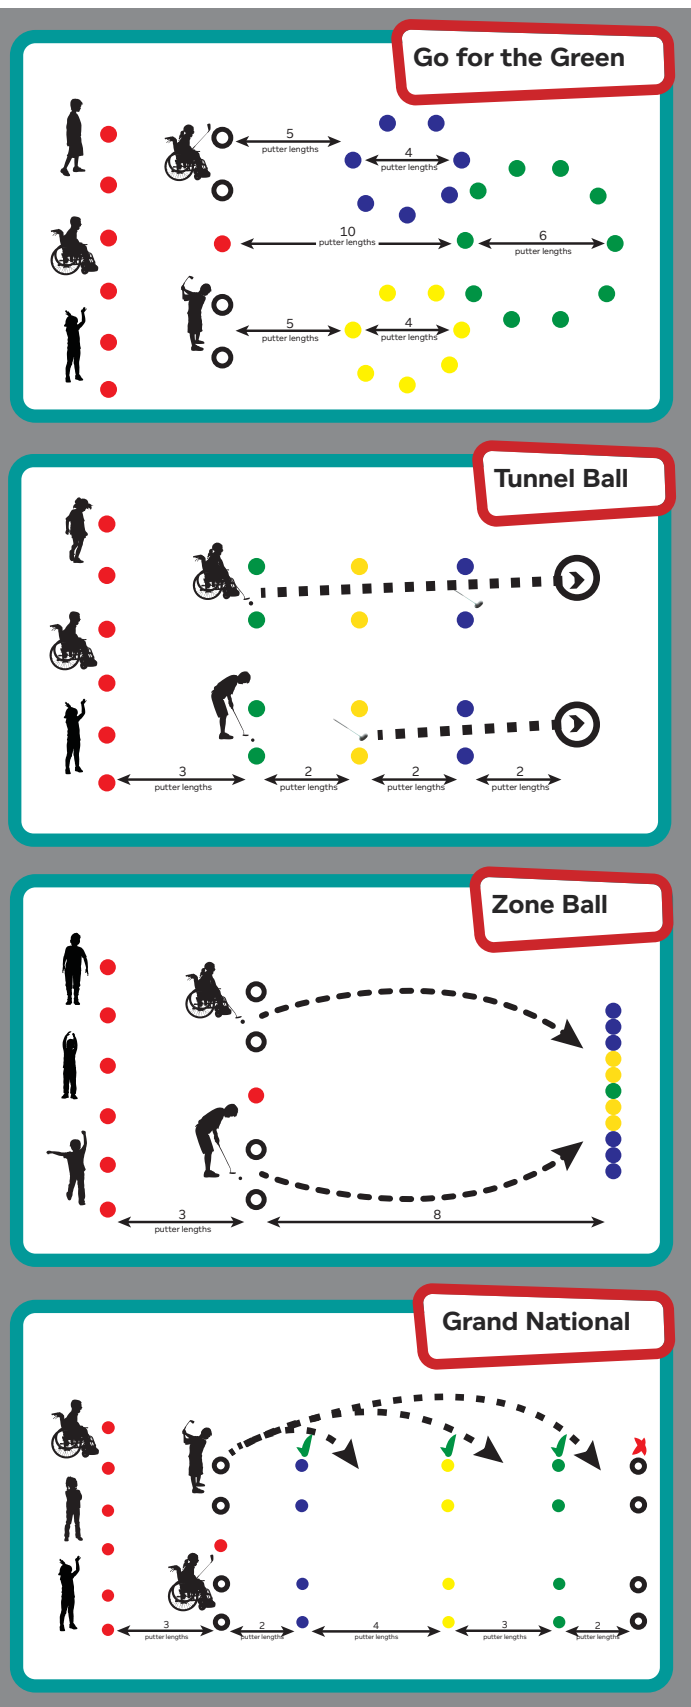 Go for the Green
5
putter lengths
4
putter lengths
10
putter lengths
6
putter lengths
5
putter lengths
4
putter lengths
Tunnel Ball
3
putter lengths
2
putter lengths
2
putter lengths
2
putter lengths
Zone Ball
3
putter lengths
8
Grand National
3
putter lengths
2
putter lengths
4
putter lengths
3
putter lengths
2
putter lengths